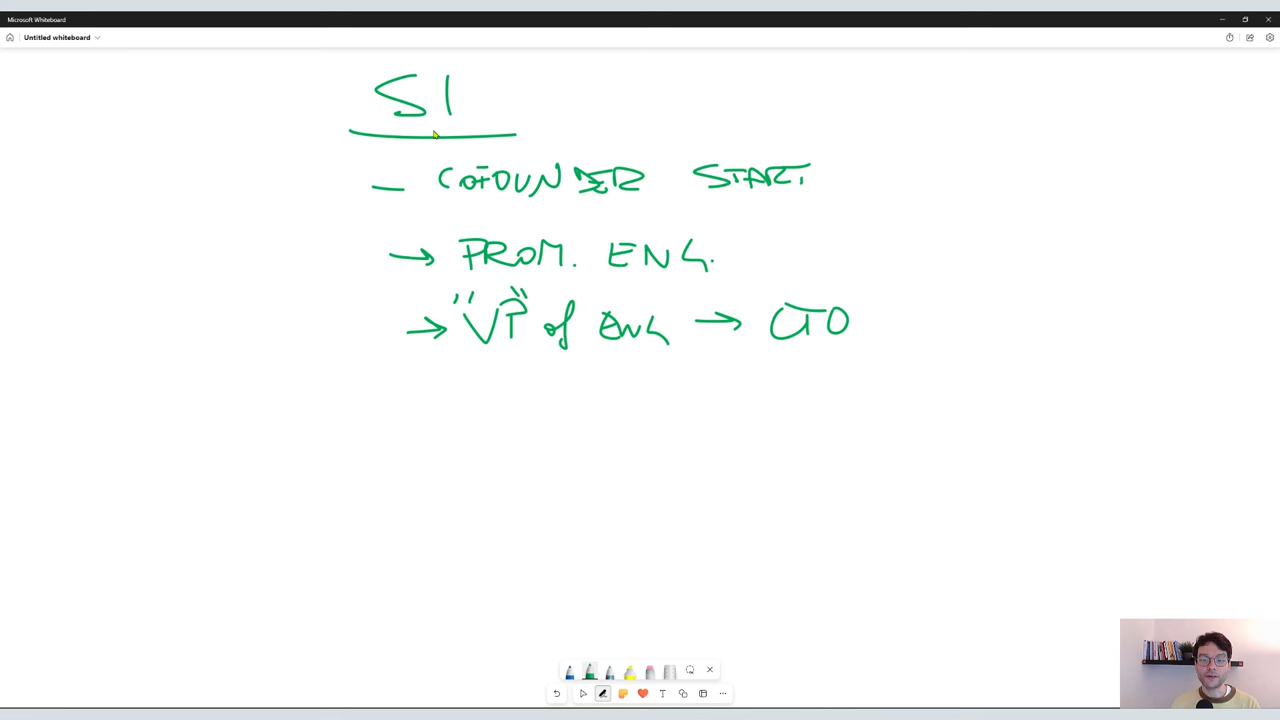 Microsoft Whiteboard
Untitled whiteboard
S1
- COFOUNDER START
→ PROM. ENG.
→ "VP" of ENG → CTO